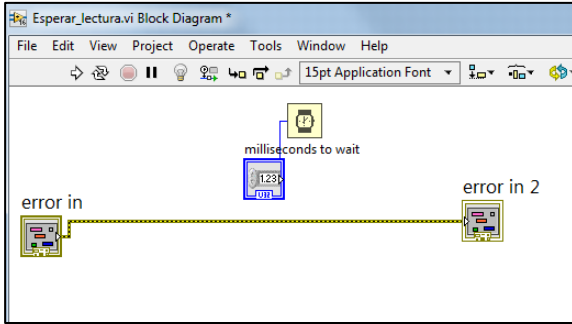 Esperar_lectura.vi Block Diagram *
File Edit View Project Operate Tools Window Help
15pt Application Font
milliseconds to wait
1.23
U32
error in
error in 2